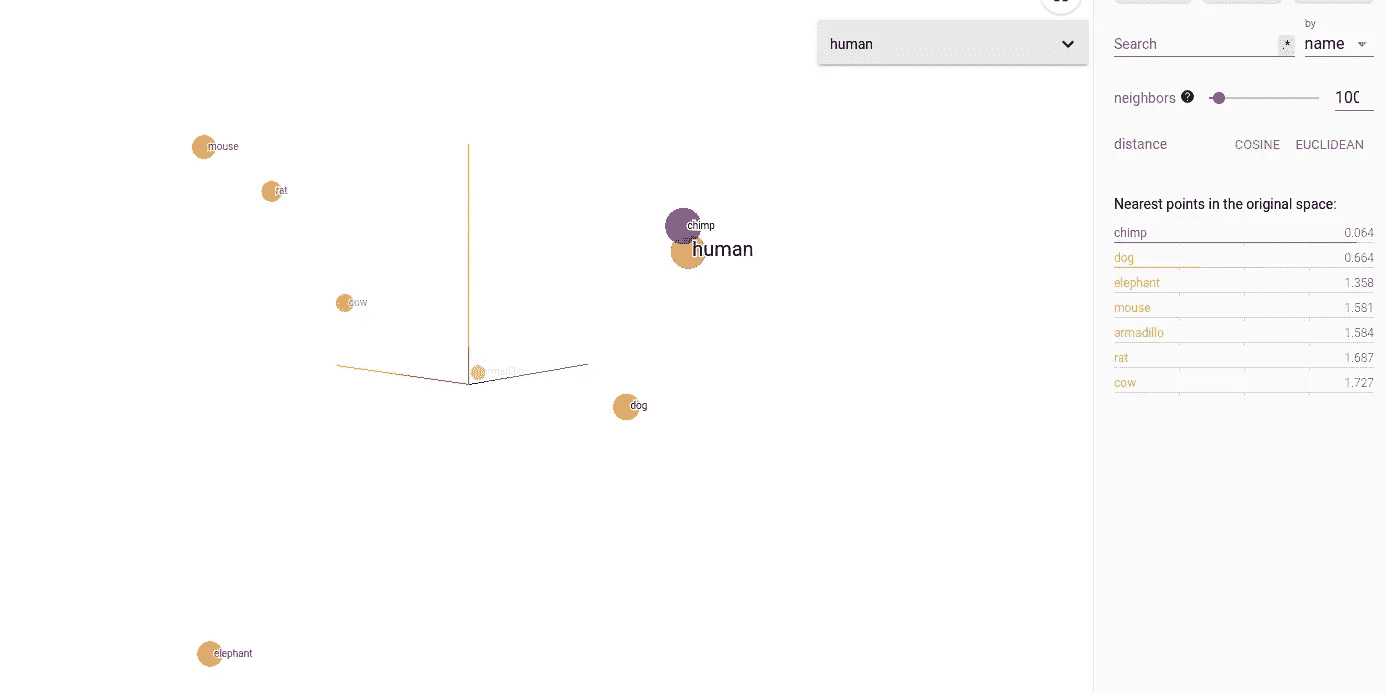 by
human
Search
.*
name
neighbors
?
100
distance
COSINE
EUCLIDEAN
mouse
rat
chimp
human
cow
dog
elephant
Nearest points in the original space:
chimp 0.064
dog 0.664
elephant 1.358
mouse 1.581
armadillo 1.584
rat 1.687
cow 1.727